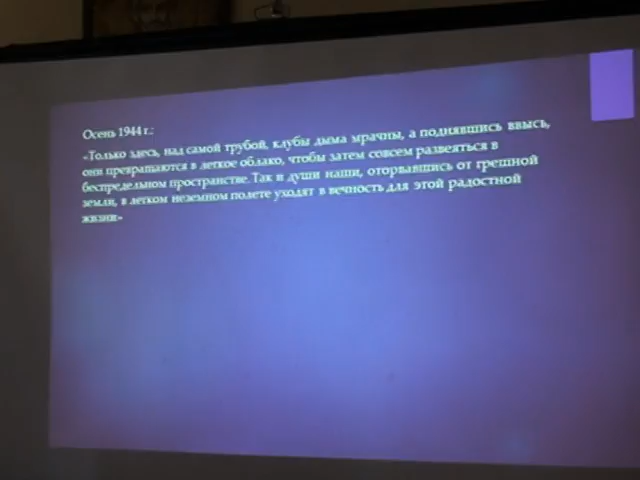 Осень 1944 г.:
«Только здесь, над самой трубой, клубы дыма мрачны, а поднявшись ввысь,
они превращаются в легкое облако, чтобы затем совсем развеяться в
беспредельном пространстве. Так и души наши, оторвавшись от грешной
земли, в легком неземном полете уходят в вечность для этой радостной
жизни»